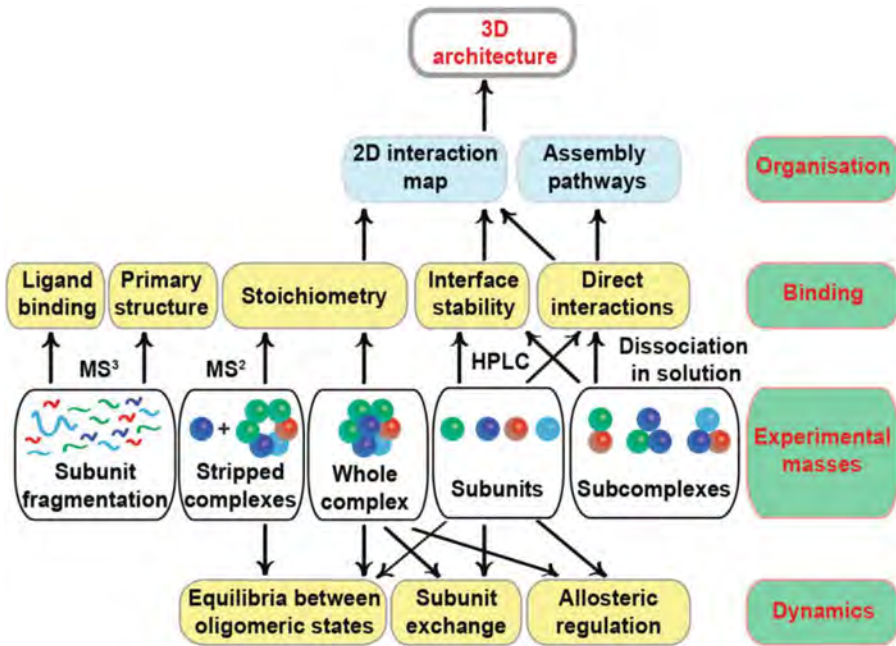 3D
architecture
2D interaction
map
Assembly
pathways
Organisation
Ligand
binding
Primary
structure
Stoichiometry
Interface
stability
Direct
interactions
Binding
MS³
MS²
HPLC
Dissociation
in solution
+
Subunit
fragmentation
Stripped
complexes
Whole
complex
Subunits
Subcomplexes
Experimental
masses
Equilibria between
oligomeric states
Subunit
exchange
Allosteric
regulation
Dynamics